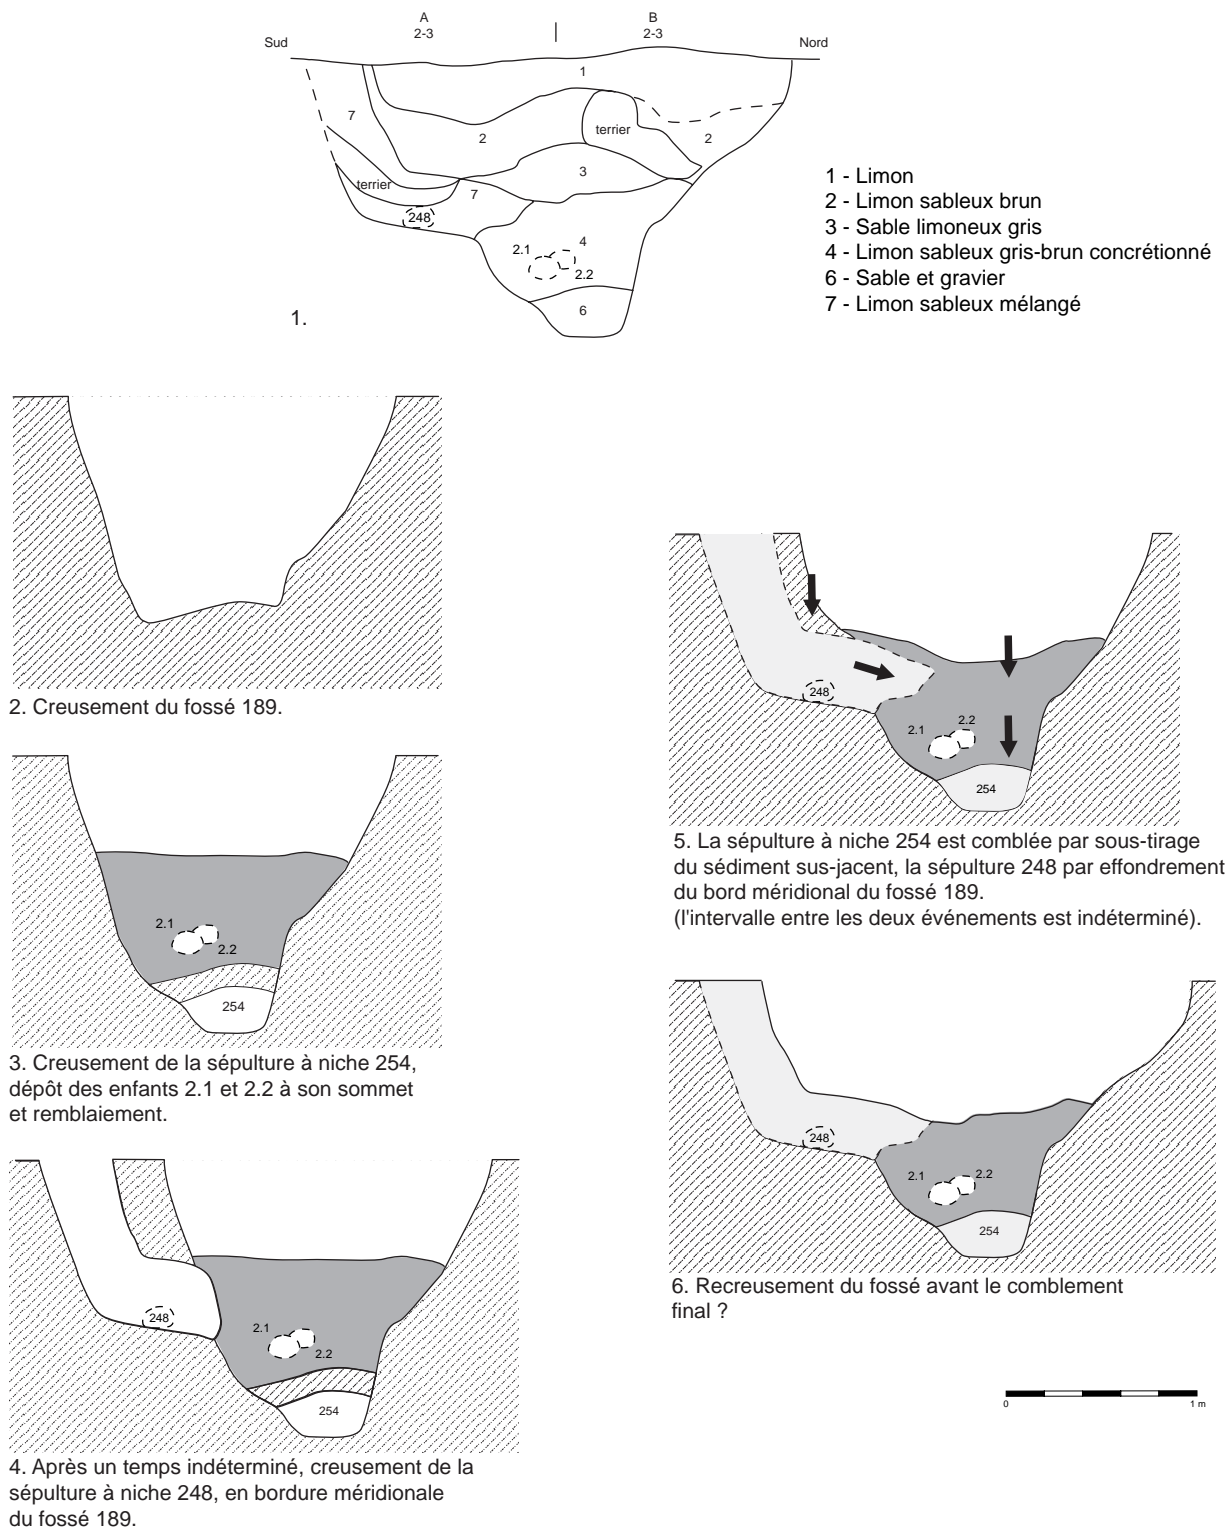 A
2-3
B
2-3
Sud
Nord
1
7
2
terrier
2
3
terrier
7
248
2.1
4
2.2
6
1.
1 - Limon
2 - Limon sableux brun
3 - Sable limoneux gris
4 - Limon sableux gris-brun concrétionné
6 - Sable et gravier
7 - Limon sableux mélangé
2. Creusement du fossé 189.
2.1
2.2
254
3. Creusement de la sépulture à niche 254,
dépôt des enfants 2.1 et 2.2 à son sommet
et remblaiement.
248
2.1
2.2
254
4. Après un temps indéterminé, creusement de la
sépulture à niche 248, en bordure méridionale
du fossé 189.
248
2.1
2.2
254
5. La sépulture à niche 254 est comblée par sous-tirage
du sédiment sus-jacent, la sépulture 248 par effondrement
du bord méridional du fossé 189.
(l'intervalle entre les deux événements est indéterminé).
248
2.1
2.2
254
6. Recreusement du fossé avant le comblement
final ?
0
1 m